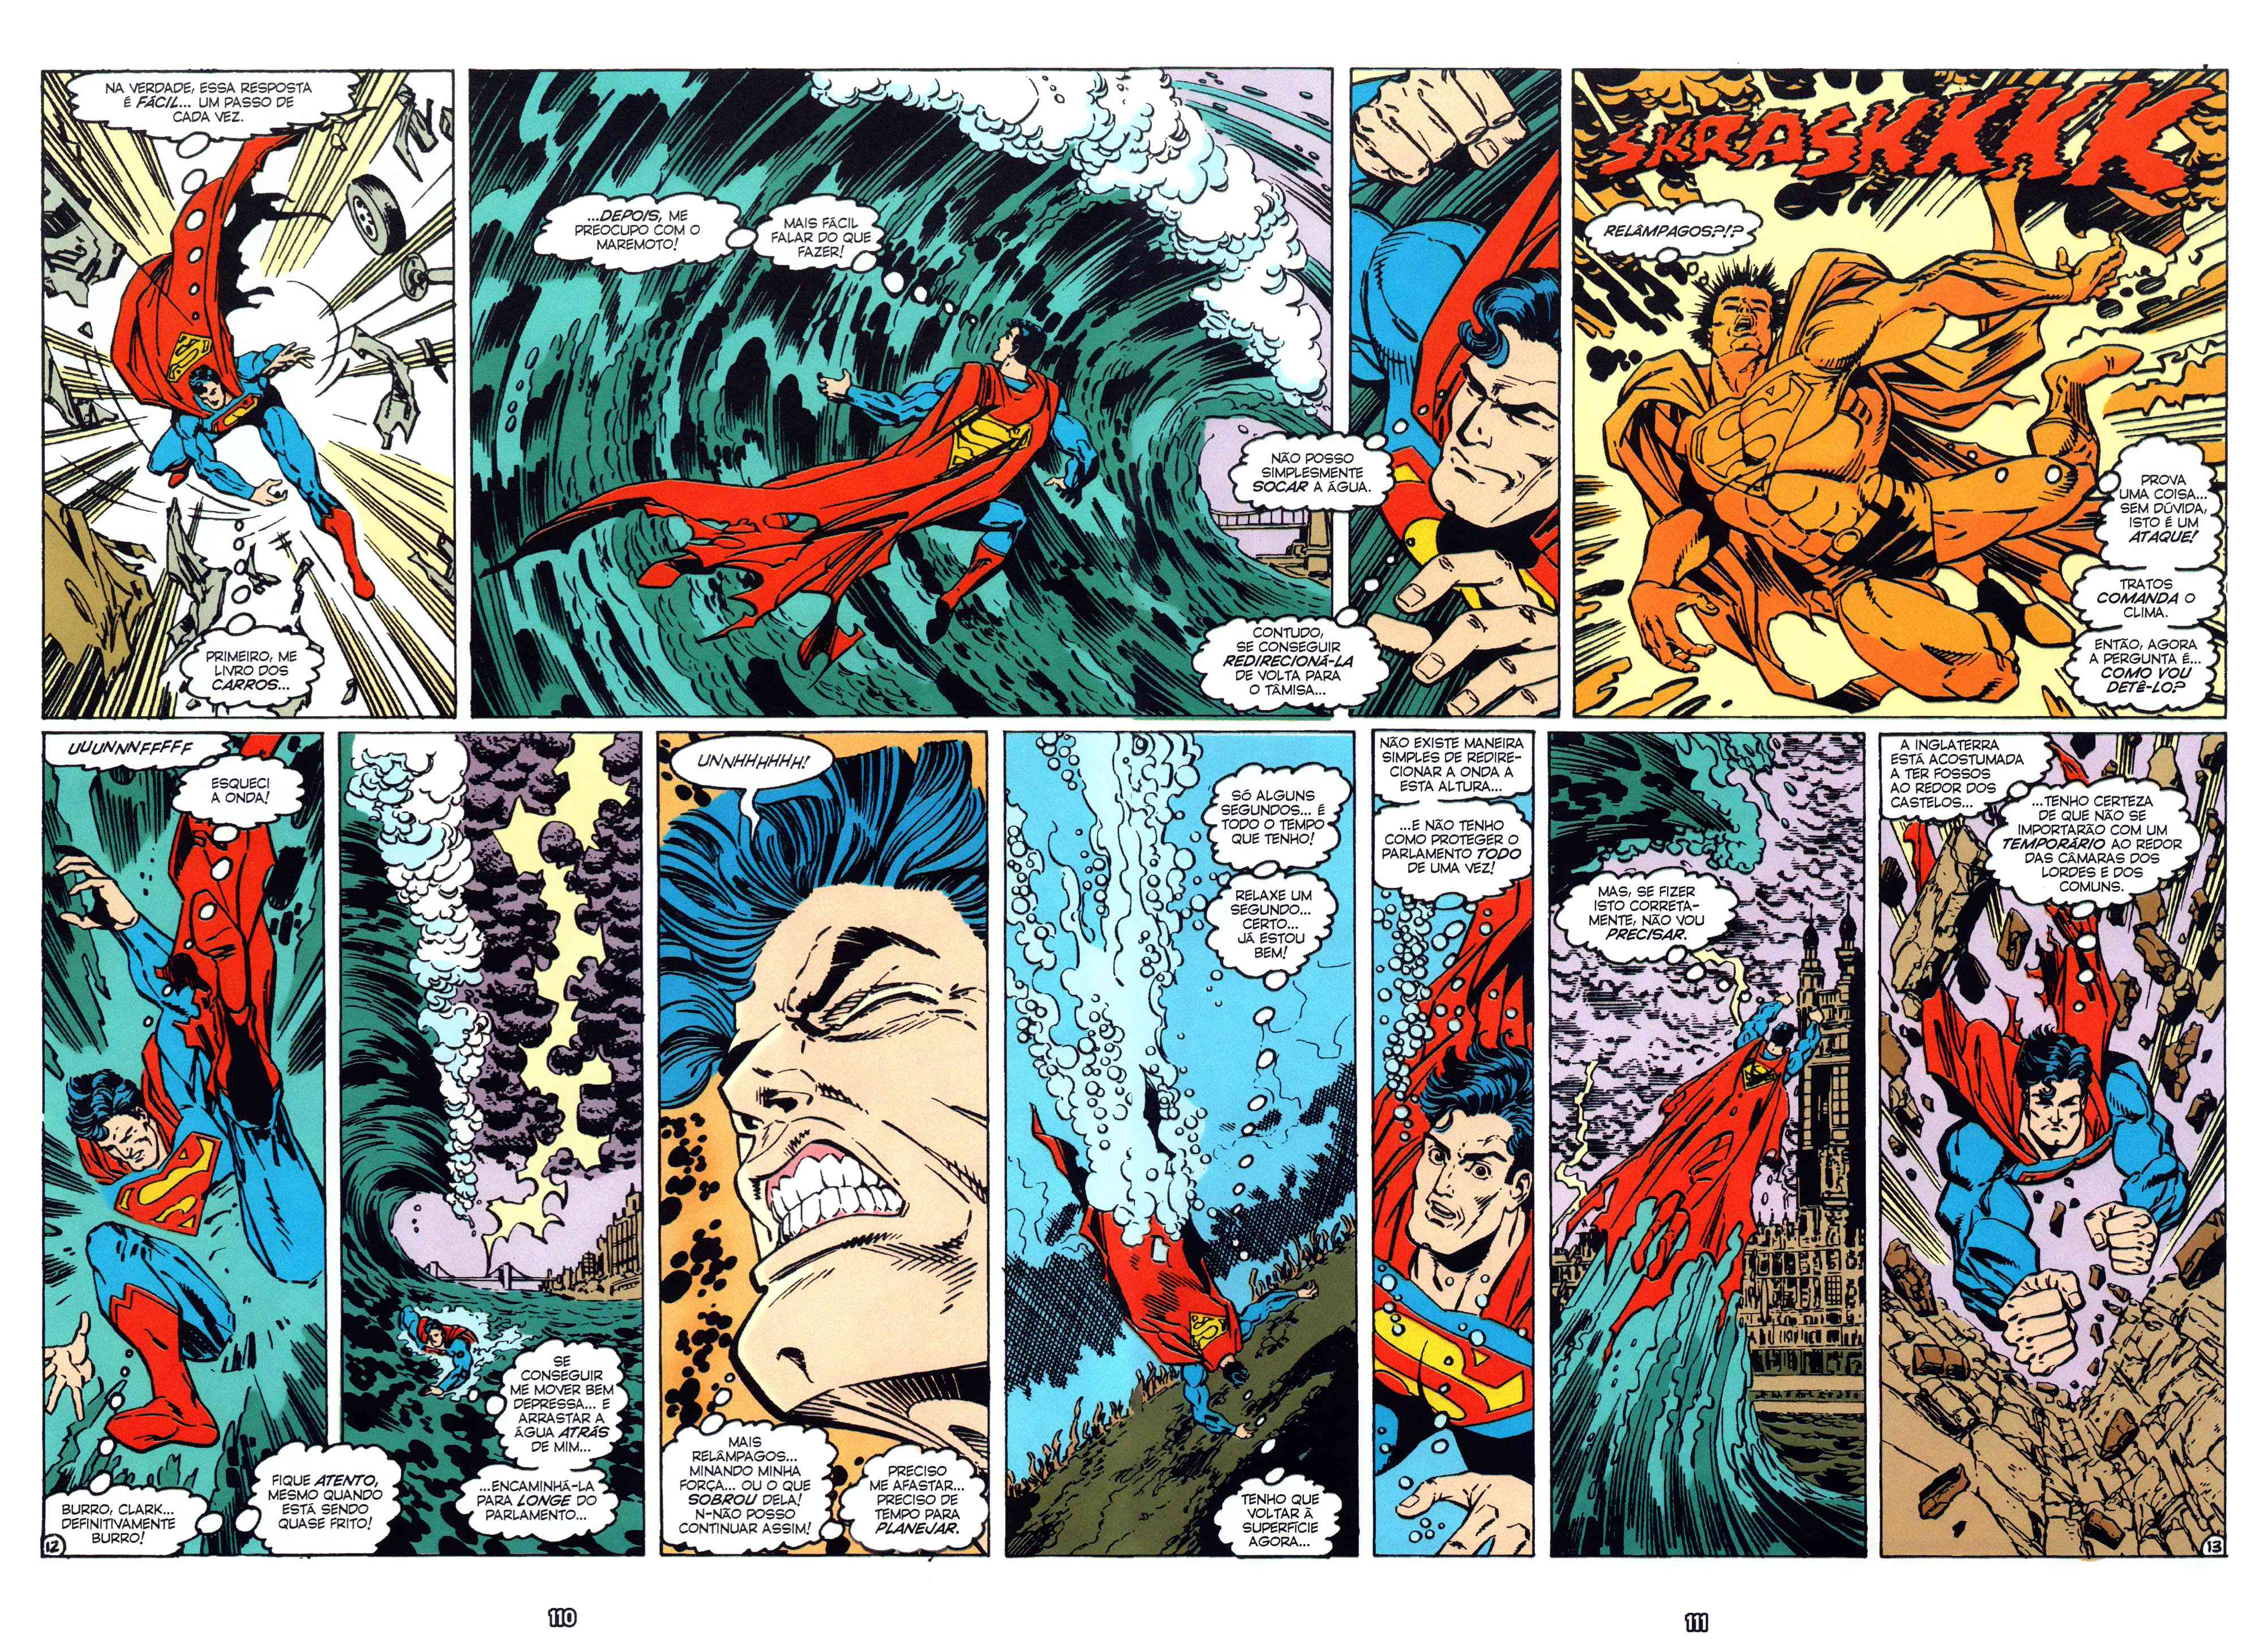 NA VERDADE, ESSA RESPOSTA
É FÁCIL... UM PASSO DE
CADA VEZ.
PRIMEIRO, ME
LIVRO DOS
CARROS...
...DEPOIS, ME
PREOCUPO COM O
MAREMOTO!
MAIS FÁCIL
FALAR DO QUE
FAZER!
NÃO POSSO
SIMPLESMENTE
SOCAR A ÁGUA.
CONTUDO,
SE CONSEGUIR
REDIRECIONÁ-LA
DE VOLTA PARA
O TÂMISA...
SKRASKKKKK
RELÂMPAGOS?!?
PROVA
UMA COISA...
SEM DÚVIDA,
ISTO É UM
ATAQUE!
TRATOS
COMANDA O
CLIMA.
ENTÃO, AGORA
A PERGUNTA É...
COMO VOU
DETÊ-LO?
UUUNNNFFFFF
ESQUECI
A ONDA!
BURRO, CLARK...
DEFINITIVAMENTE
BURRO!
FIQUE ATENTO,
MESMO QUANDO
ESTÁ SENDO
QUASE FRITO!
SE
CONSEGUIR
ME MOVER BEM
DEPRESSA... E
ARRASTAR A
ÁGUA ATRÁS
DE MIM...
...ENCAMINHÁ-LA
PARA LONGE DO
PARLAMENTO...
12
UNNHHHHHH!
MAIS
RELÂMPAGOS...
MINANDO MINHA
FORÇA... OU O QUE
SOBROU DELA!
N-NÃO POSSO
CONTINUAR ASSIM!
PRECISO
ME AFASTAR...
PRECISO DE
TEMPO PARA
PLANEJAR.
SÓ ALGUNS
SEGUNDOS... É
TODO O TEMPO
QUE TENHO!
RELAXE UM
SEGUNDO...
CERTO...
JÁ ESTOU
BEM!
TENHO QUE
VOLTAR À
SUPERFÍCIE
AGORA...
NÃO EXISTE MANEIRA
SIMPLES DE REDIRE-
CIONAR A ONDA A
ESTA ALTURA...
...E NÃO TENHO
COMO PROTEGER O
PARLAMENTO TODO
DE UMA VEZ!
MAS, SE FIZER
ISTO CORRETA-
MENTE, NÃO VOU
PRECISAR.
A INGLATERRA
ESTÁ ACOSTUMADA
A TER FOSSOS
AO REDOR DOS
CASTELOS...
...TENHO CERTEZA
DE QUE NÃO SE
IMPORTARÃO COM UM
TEMPORÁRIO AO REDOR
DAS CÂMARAS DOS
LORDES E DOS
COMUNS.
13
110
111